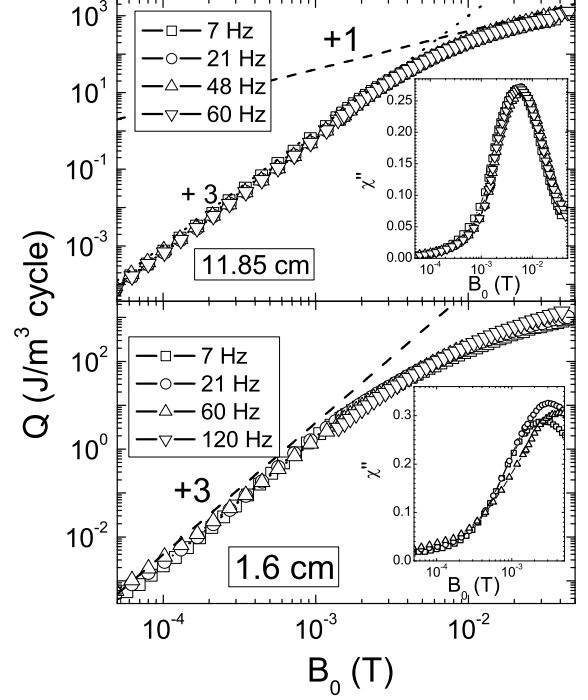 10³
+1
7 Hz
21 Hz
48 Hz
60 Hz
10¹
0.25
0.20
0.15
0.10
0.05
0.00
χ"
10⁻⁴ 10⁻³ 10⁻²
B₀ (T)
10⁻¹
+ 3
10⁻³
11.85 cm
Q (J/m³ cycle)
10²
7 Hz
21 Hz
60 Hz
120 Hz
10⁰
0.3
0.2
0.1
0.0
χ"
10⁻⁴ 10⁻³
B₀ (T)
+3
10⁻²
1.6 cm
10⁻⁴ 10⁻³ 10⁻²
B₀ (T)